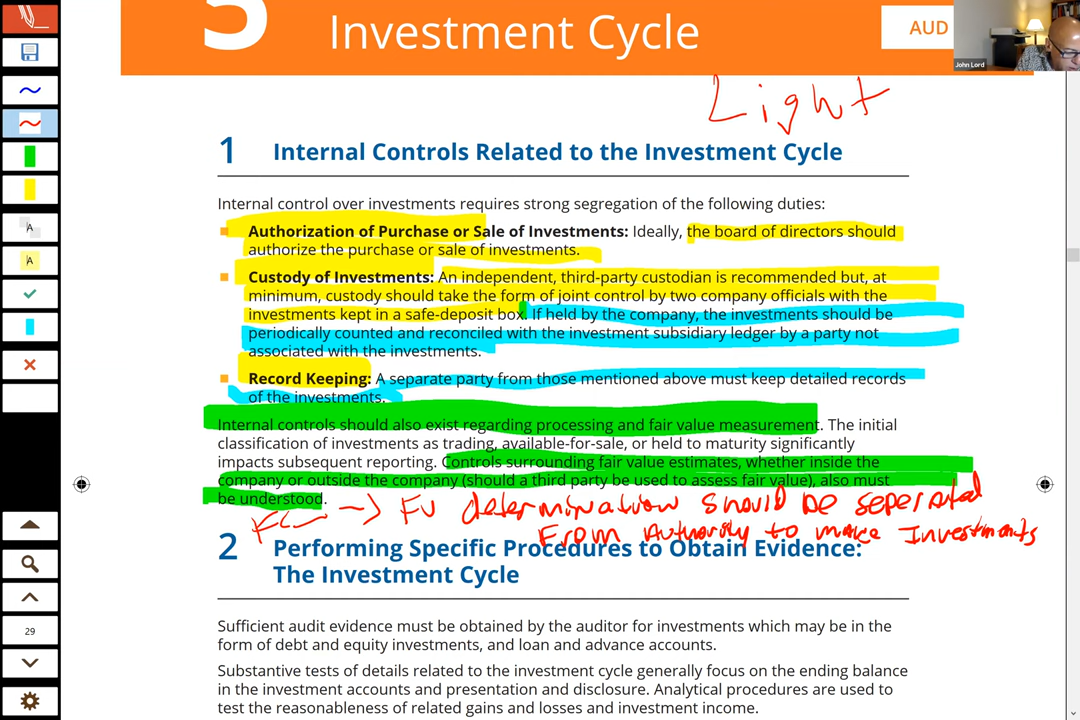 3
Investment Cycle
AUD
John Lord
Light
1 Internal Controls Related to the Investment Cycle
Internal control over investments requires strong segregation of the following duties:
Authorization of Purchase or Sale of Investments: Ideally, the board of directors should
authorize the purchase or sale of investments.
Custody of Investments: An independent, third-party custodian is recommended but, at
minimum, custody should take the form of joint control by two company officials with the
investments kept in a safe-deposit box. If held by the company, the investments should be
periodically counted and reconciled with the investment subsidiary ledger by a party not
associated with the investments.
Record Keeping: A separate party from those mentioned above must keep detailed records
of the investments.
Internal controls should also exist regarding processing and fair value measurement. The initial
classification of investments as trading, available-for-sale, or held to maturity significantly
impacts subsequent reporting. Controls surrounding fair value estimates, whether inside the
company or outside the company (should a third party be used to assess fair value), also must
be understood.
FV determination should be seperated
From Authority to make Investments
2 Performing Specific Procedures to Obtain Evidence:
The Investment Cycle
Sufficient audit evidence must be obtained by the auditor for investments which may be in the
form of debt and equity investments, and loan and advance accounts.
Substantive tests of details related to the investment cycle generally focus on the ending balance
in the investment accounts and presentation and disclosure. Analytical procedures are used to
test the reasonableness of related gains and losses and investment income.
A
A
29